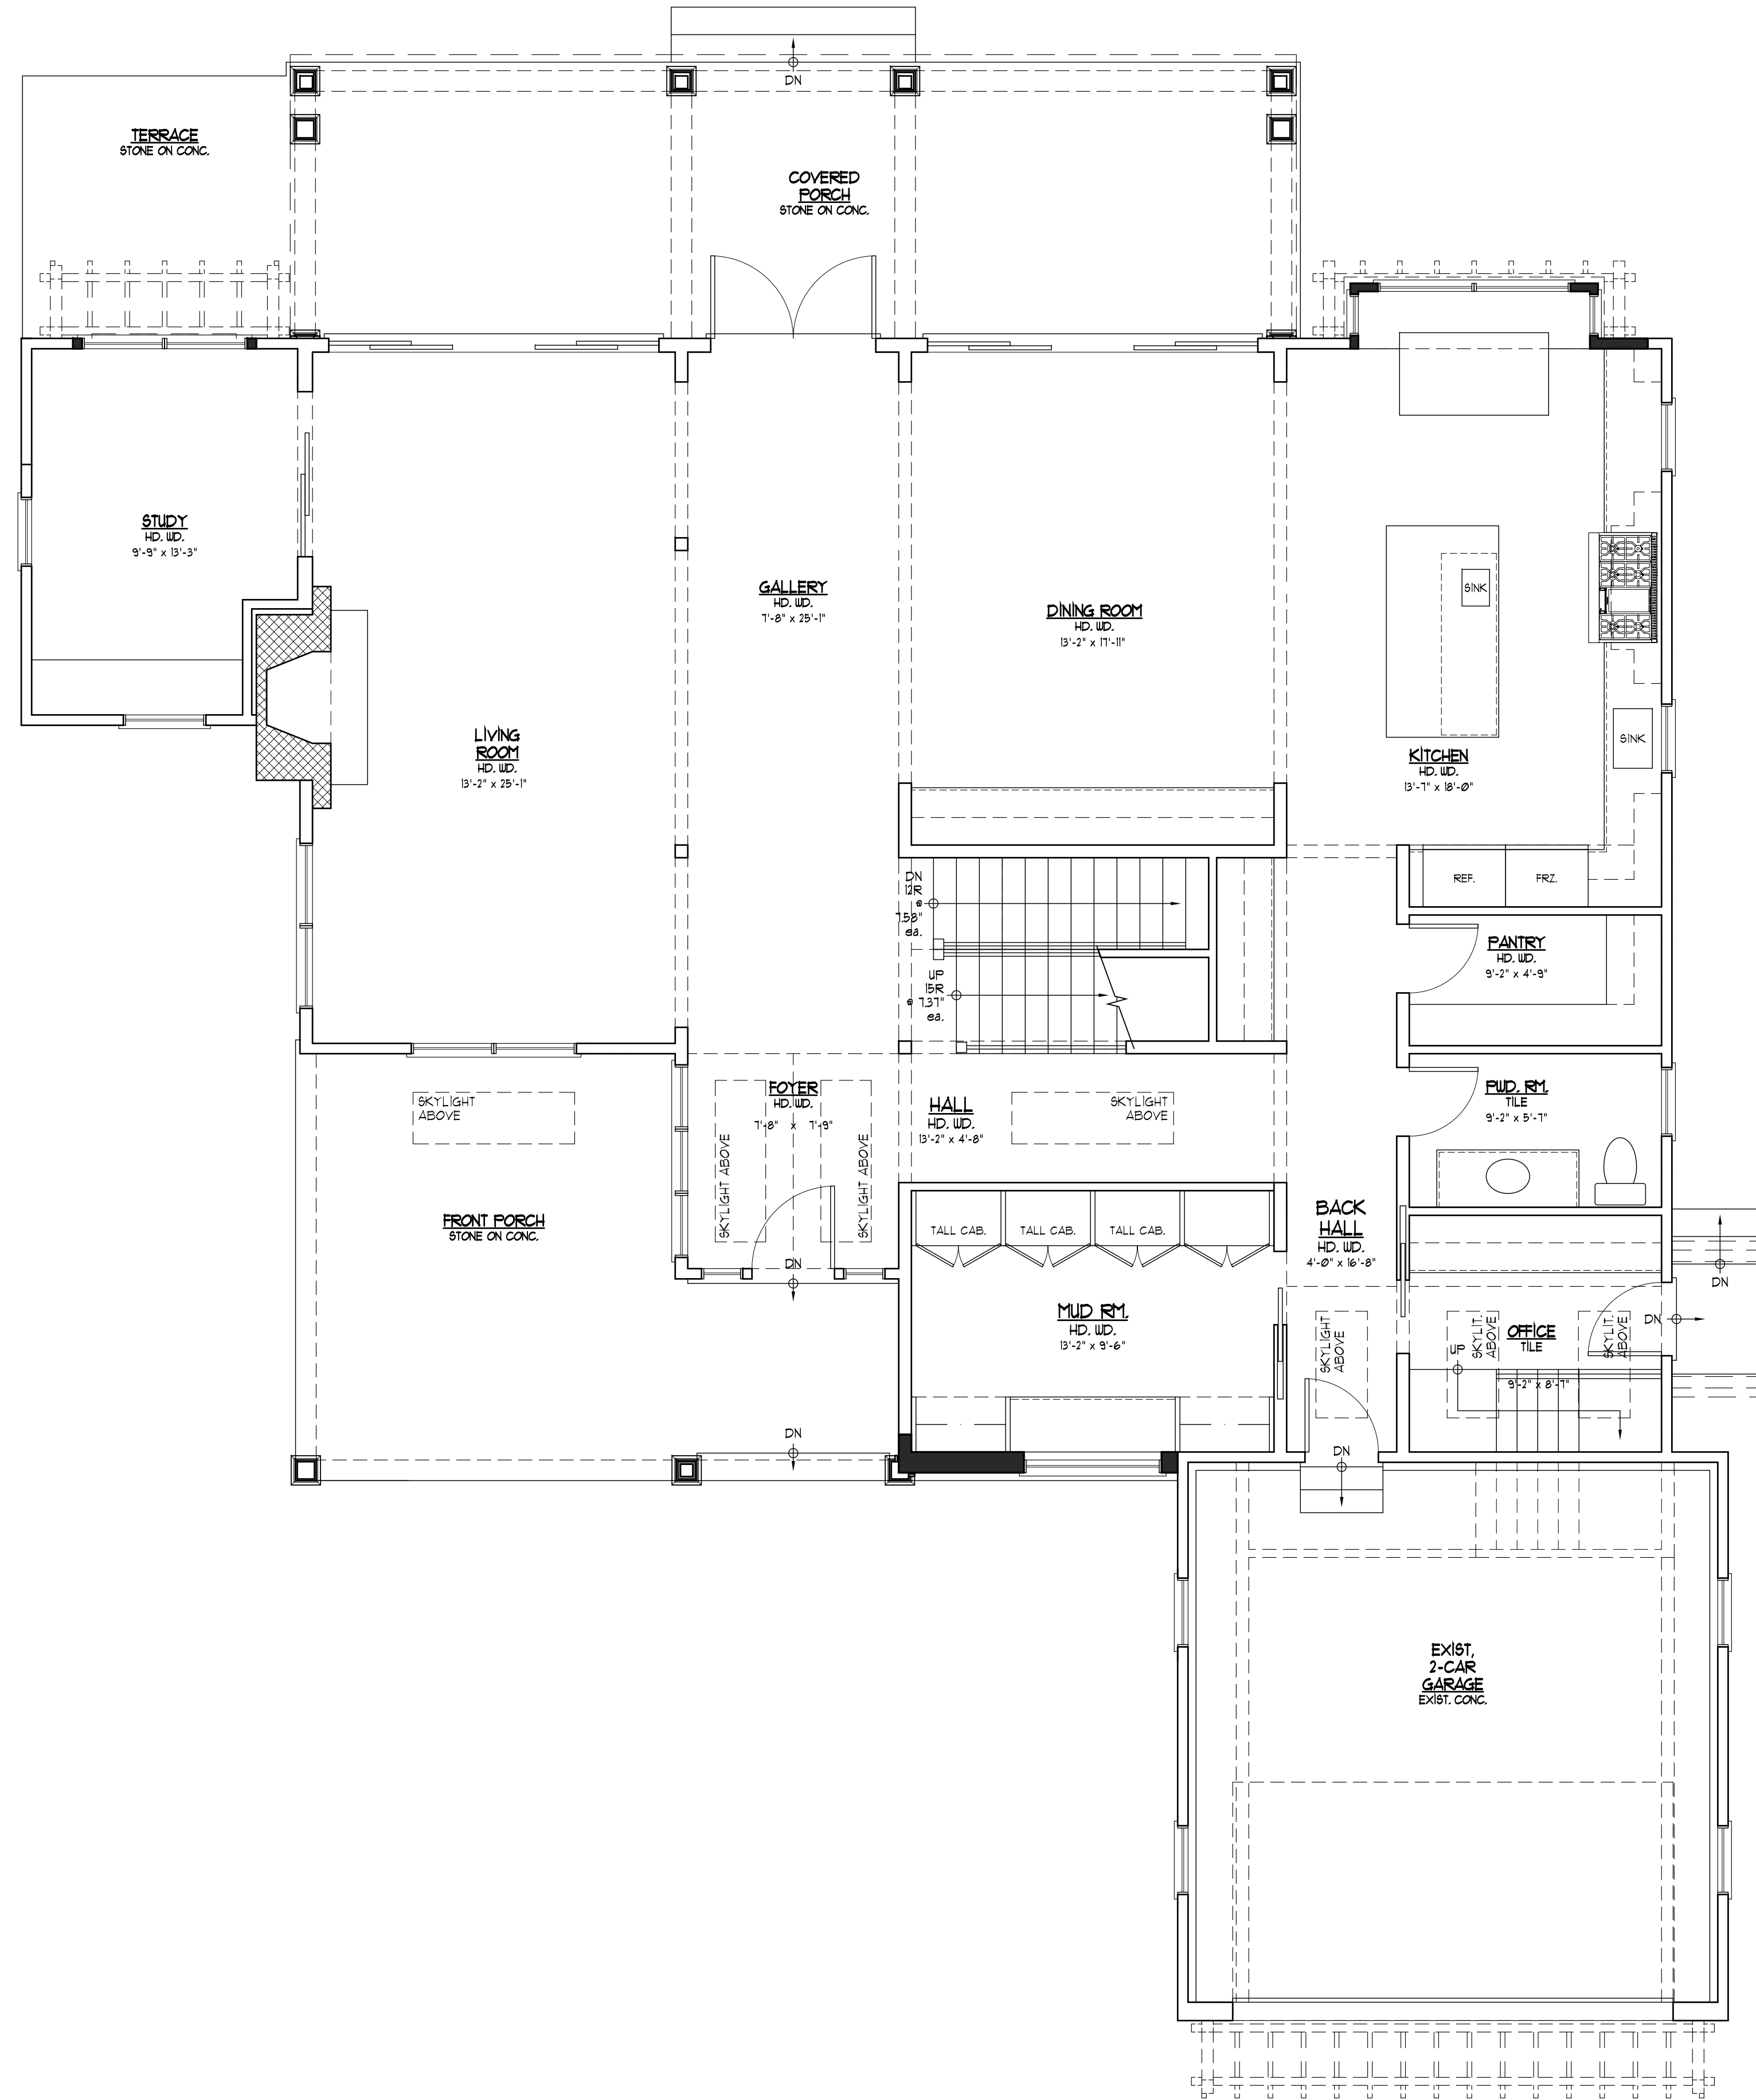 DN
TERRACE
STONE ON CONC.
COVERED
PORCH
STONE ON CONC.
STUDY
HD. WD.
9'-9" x 13'-3"
GALLERY
HD. WD.
7'-8" x 25'-1"
DINING ROOM
HD. WD.
13'-2" x 17'-11"
SINK
SINK
LIVING
ROOM
HD. WD.
13'-2" x 25'-1"
KITCHEN
HD. WD.
13'-7" x 18'-0"
DN
12R
@
7.58"
ea.
REF.
FRZ.
PANTRY
HD. WD.
9'-2" x 4'-9"
UP
15R
@ 7.37"
ea.
SKYLIGHT
ABOVE
FOYER
HD. WD.
7'-8" x 7'-9"
SKYLIGHT ABOVE
SKYLIGHT ABOVE
HALL
HD. WD.
13'-2" x 4'-8"
SKYLIGHT
ABOVE
PWD. RM.
TILE
9'-2" x 5'-7"
FRONT PORCH
STONE ON CONC.
TALL CAB.
TALL CAB.
TALL CAB.
BACK
HALL
HD. WD.
4'-0" x 16'-8"
DN
DN
MUD RM.
HD. WD.
13'-2" x 9'-6"
SKYLIGHT
ABOVE
UP
SKYLIT.
ABOVE
OFFICE
TILE
9'-2" x 8'-7"
SKYLIT.
ABOVE
DN
DN
DN
EXIST.
2-CAR
GARAGE
EXIST. CONC.